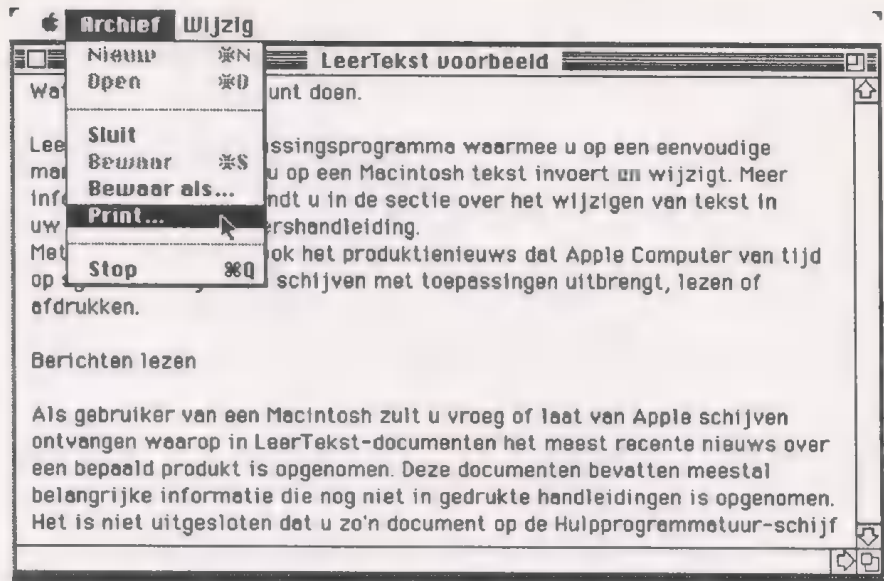 Archief Wijzig
LeerTekst voorbeeld
Nieuw ⌘N
Open ⌘O
Sluit
Bewaar ⌘S
Bewaar als...
Print...
Stop ⌘Q
unt doen.
Lee ssingsprogramma waarmee u op een eenvoudige
u op een Macintosh tekst invoert en wijzigt. Meer
info ndt u in de sectie over het wijzigen van tekst in
uw ershandleiding.
Met ok het produktienieuws dat Apple Computer van tijd
op schijven met toepassingen uitbrengt, lezen of
afdrukken.
Berichten lezen
Als gebruiker van een Macintosh zult u vroeg of laat van Apple schijven
ontvangen waarop in LeerTekst-documenten het meest recente nieuws over
een bepaald produkt is opgenomen. Deze documenten bevatten meestal
belangrijke informatie die nog niet in gedrukte handleidingen is opgenomen.
Het is niet uitgesloten dat u zo'n document op de Hulpprogrammatuur-schijf